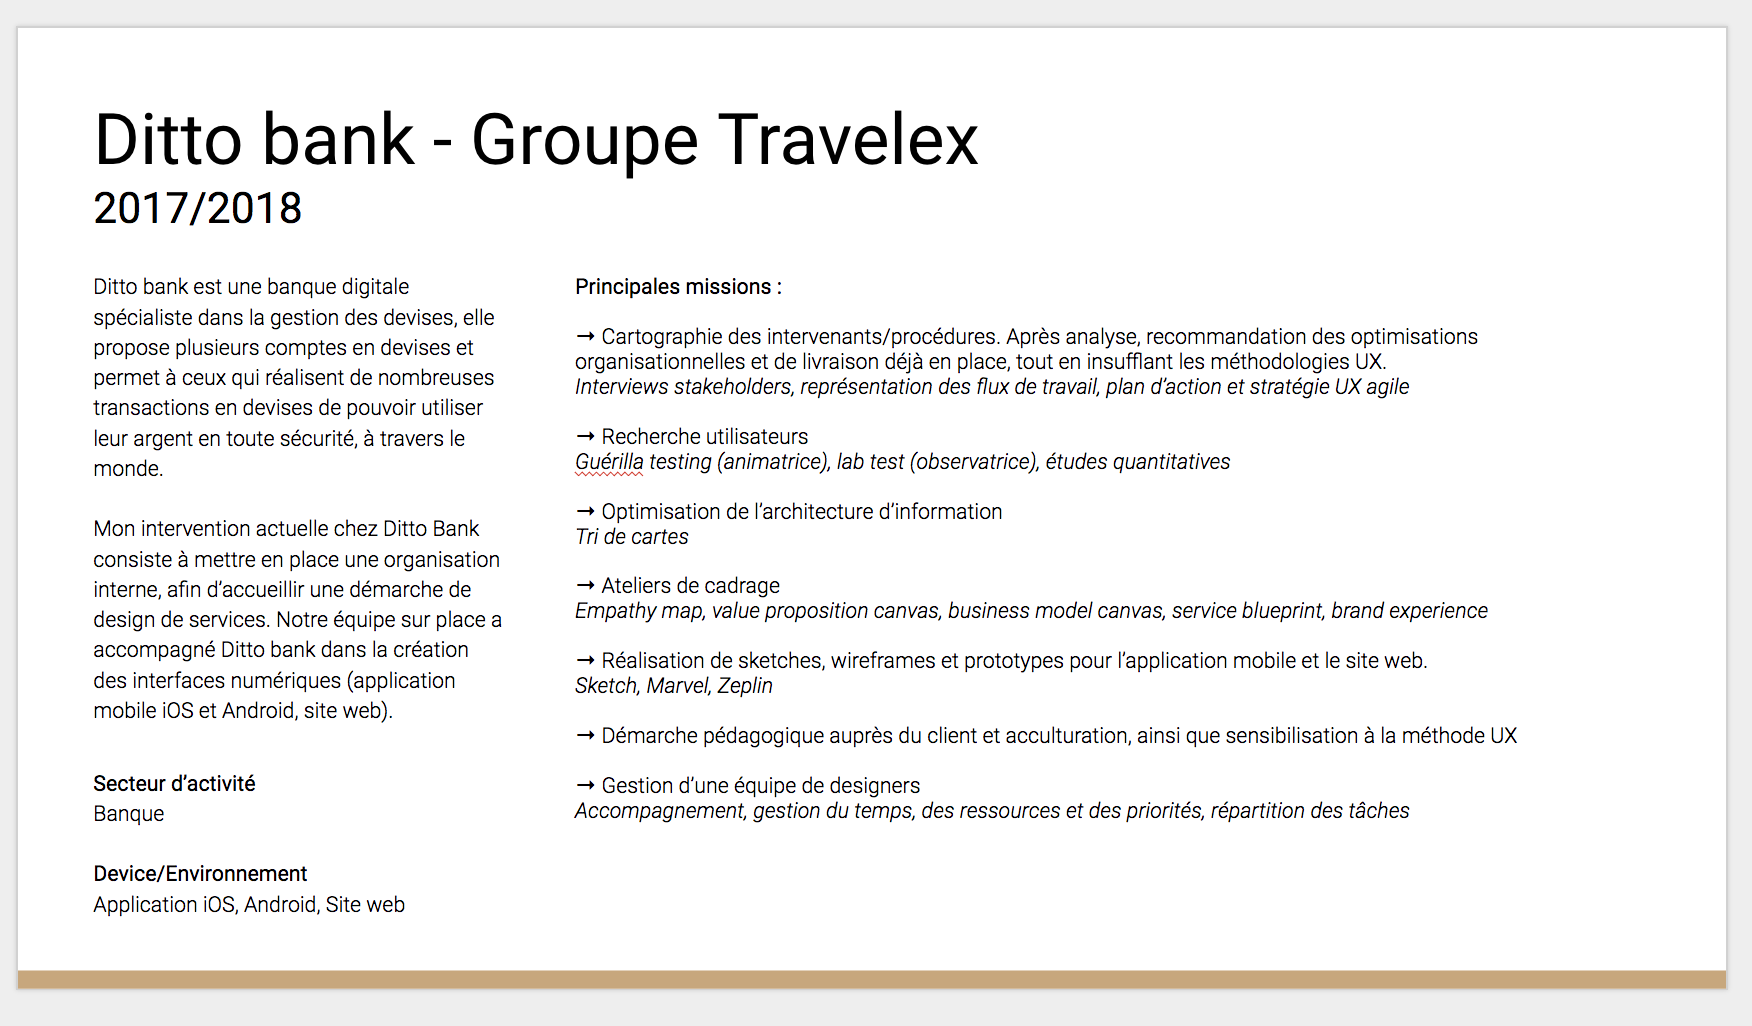 Ditto bank - Groupe Travelex
2017/2018
Ditto bank est une banque digitale
spécialiste dans la gestion des devises, elle
propose plusieurs comptes en devises et
permet à ceux qui réalisent de nombreuses
transactions en devises de pouvoir utiliser
leur argent en toute sécurité, à travers le
monde.
Mon intervention actuelle chez Ditto Bank
consiste à mettre en place une organisation
interne, afin d’accueillir une démarche de
design de services. Notre équipe sur place a
accompagné Ditto bank dans la création
des interfaces numériques (application
mobile iOS et Android, site web).
Secteur d’activité
Banque
Device/Environnement
Application iOS, Android, Site web
Principales missions :
→ Cartographie des intervenants/procédures. Après analyse, recommandation des optimisations
organisationnelles et de livraison déjà en place, tout en insufflant les méthodologies UX.
Interviews stakeholders, représentation des flux de travail, plan d’action et stratégie UX agile
→ Recherche utilisateurs
Guérilla testing (animatrice), lab test (observatrice), études quantitatives
→ Optimisation de l’architecture d’information
Tri de cartes
→ Ateliers de cadrage
Empathy map, value proposition canvas, business model canvas, service blueprint, brand experience
→ Réalisation de sketches, wireframes et prototypes pour l’application mobile et le site web.
Sketch, Marvel, Zeplin
→ Démarche pédagogique auprès du client et acculturation, ainsi que sensibilisation à la méthode UX
→ Gestion d’une équipe de designers
Accompagnement, gestion du temps, des ressources et des priorités, répartition des tâches